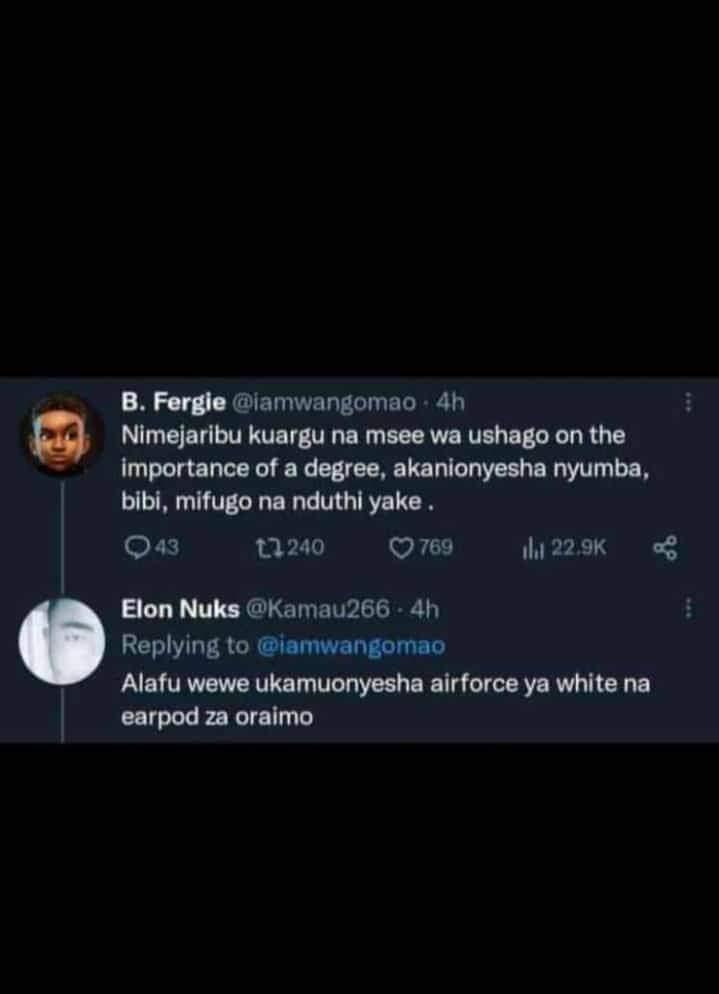 B. Fergie @iamwangomao · 4h
Nimejaribu kuargu na msee wa ushago on the
importance of a degree, akanionyesha nyumba,
bibi, mifugo na nduthi yake .
43 240 769 22.9K
Elon Nuks @Kamau266 · 4h
Replying to @iamwangomao
Alafu wewe ukamuonyesha airforce ya white na
earpod za oraimo